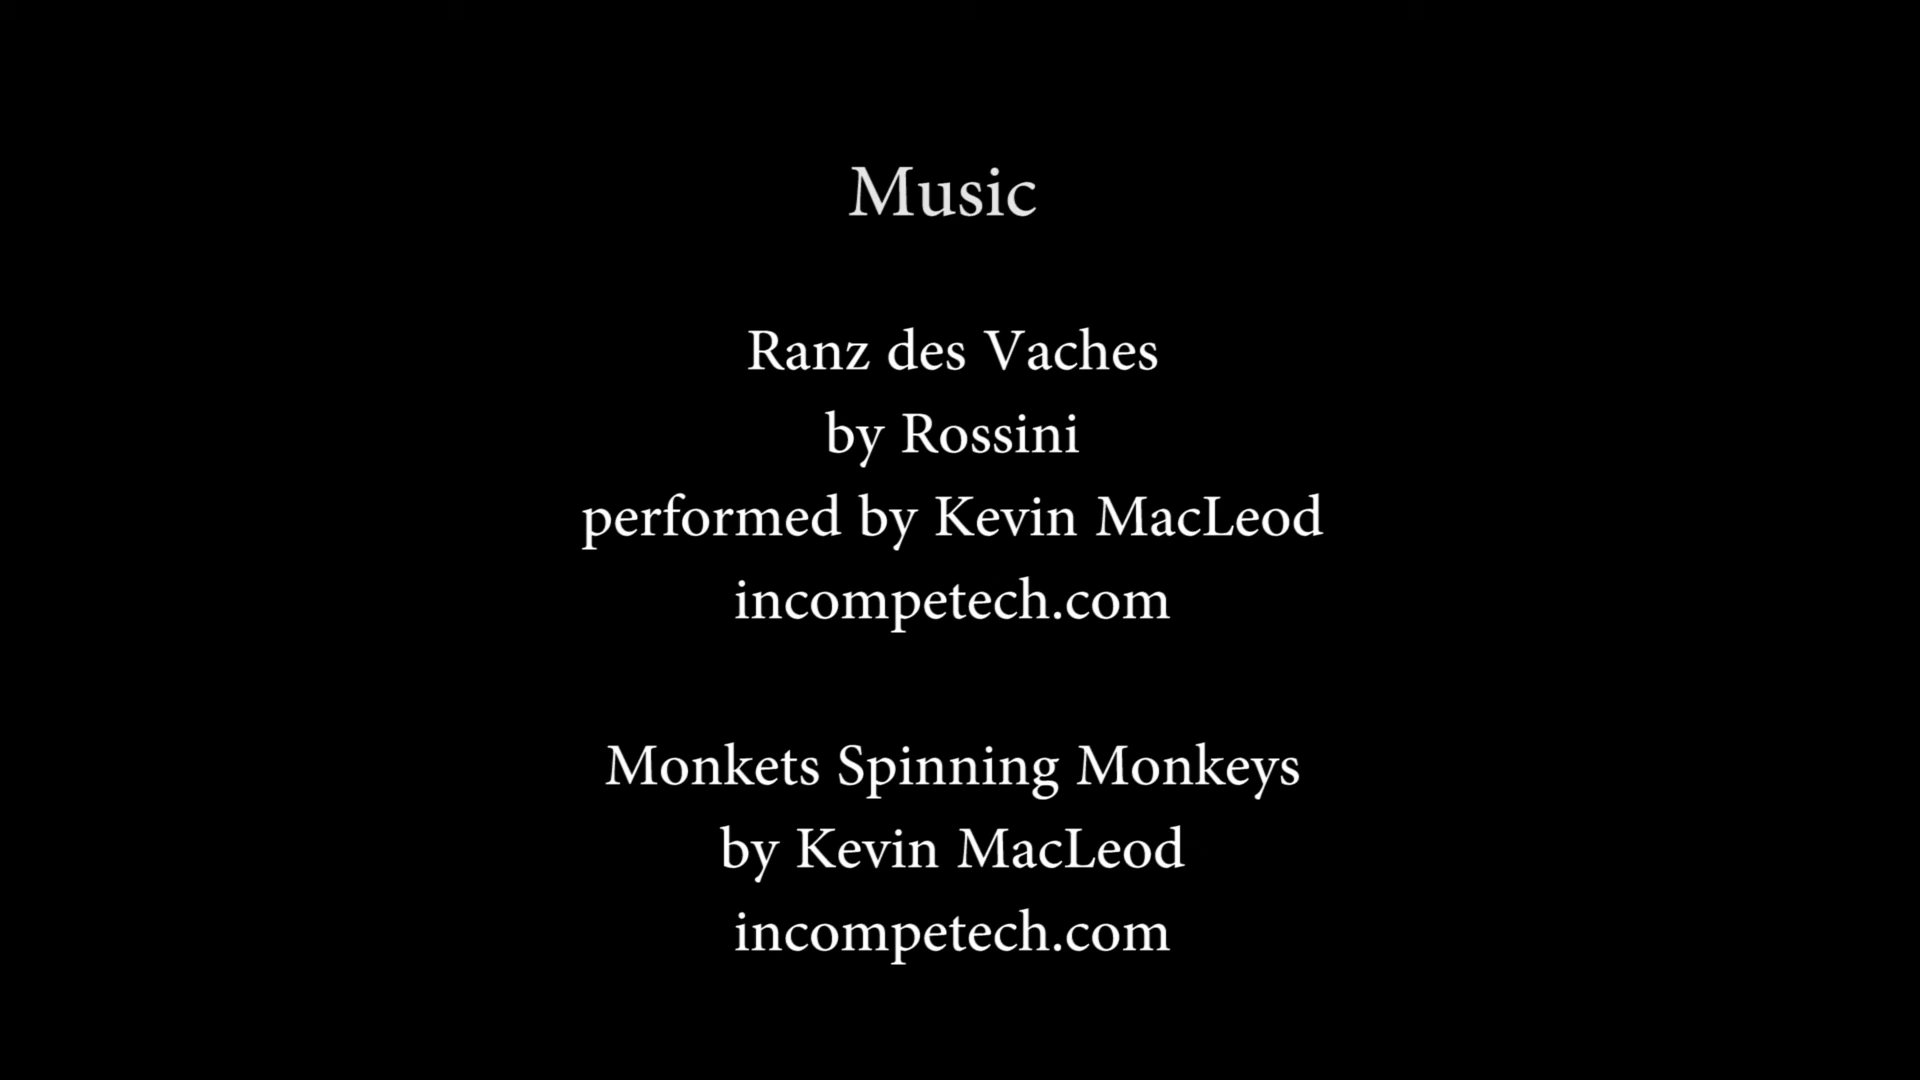 Music
Ranz des Vaches
by Rossini
performed by Kevin MacLeod
incompetech.com
Monkets Spinning Monkeys
by Kevin MacLeod
incompetech.com